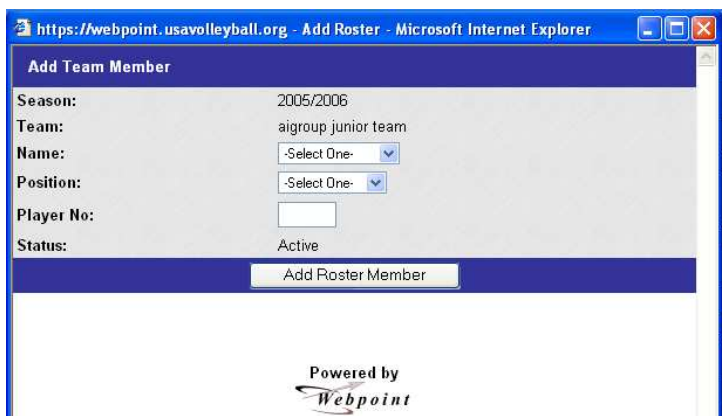 https://webpoint.usavolleyball.org - Add Roster - Microsoft Internet Explorer
Add Team Member
Season: 2005/2006
Team: aigroup junior team
Name: -Select One-
Position: -Select One-
Player No:
Status: Active
Add Roster Member
Powered by
Webpoint